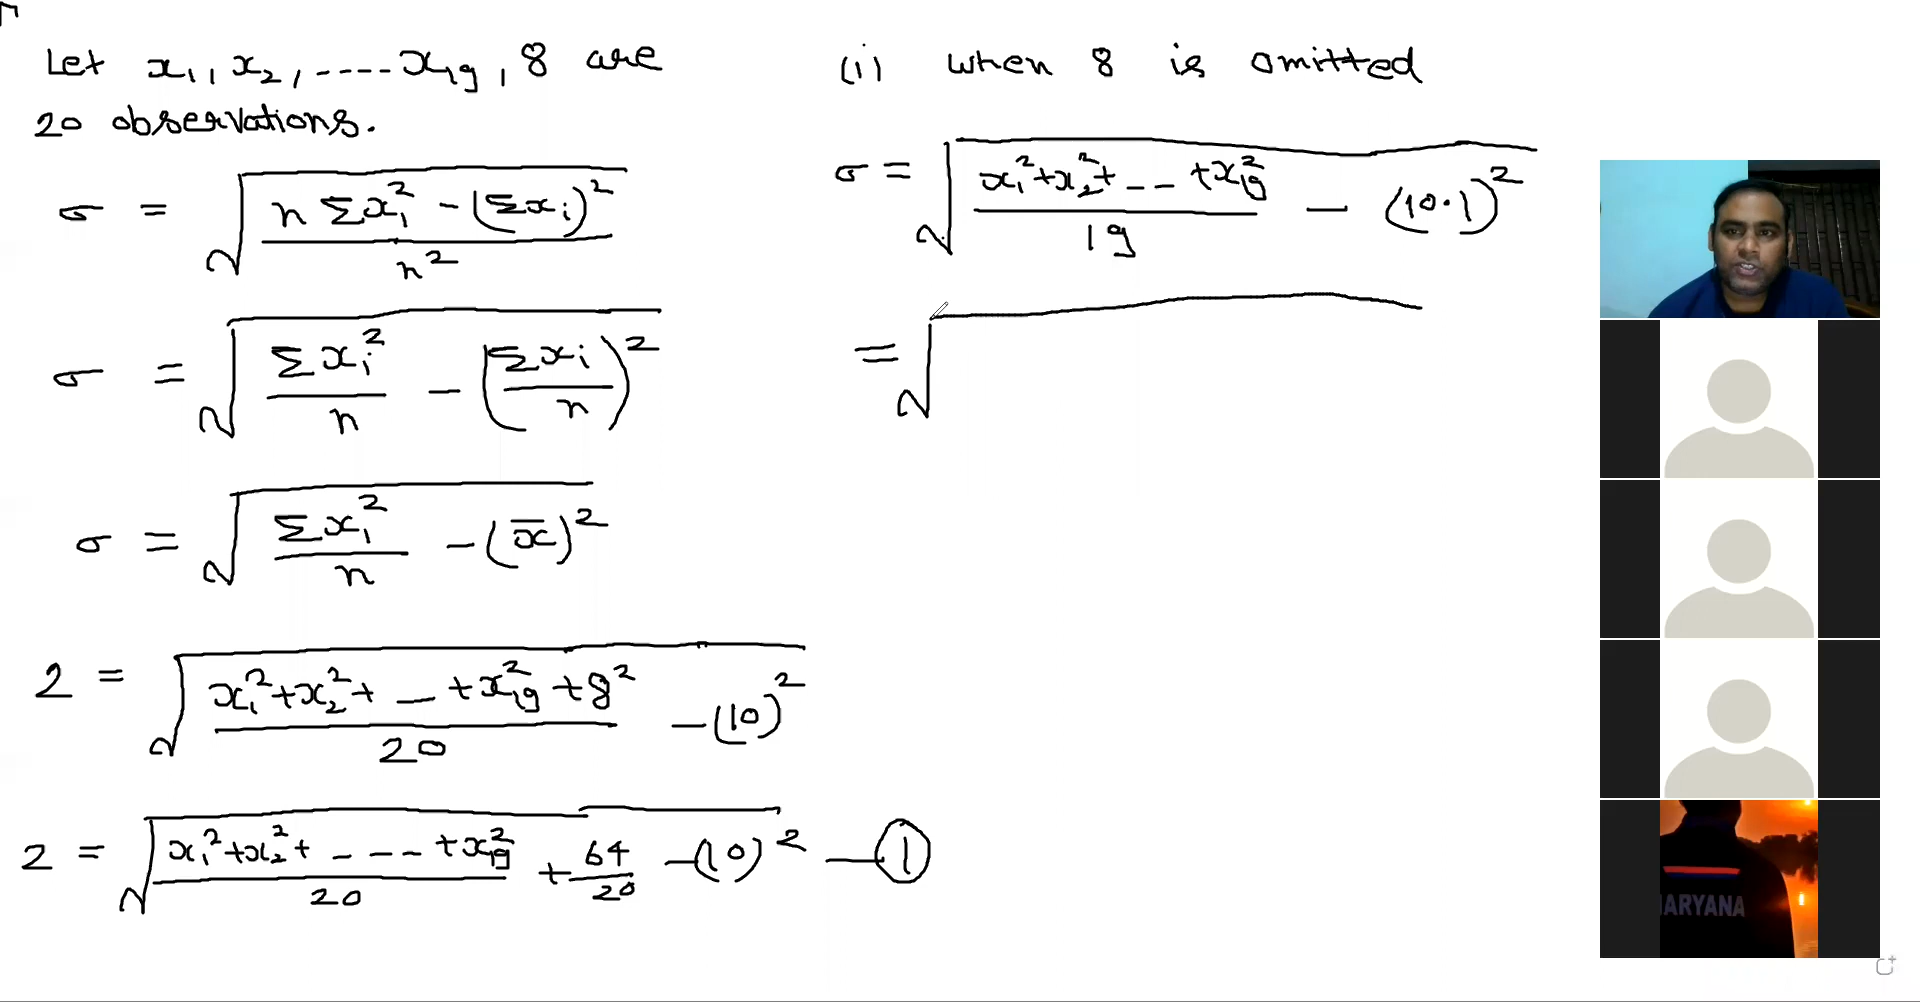 Let x₁, x₂, ----x₁₉, 8 are
20 observations.
σ = √((n Σxᵢ² - (Σxᵢ)²)/n²)
σ = √(Σxᵢ²/n - (Σxᵢ/n)²)
σ = √(Σxᵢ²/n - (x̄)²)
2 = √((x₁²+x₂²+ -- +x₁₉²+8²)/20 - (10)²)
2 = √((x₁²+x₂²+ ---- +x₁₉²)/20 + 64/20 - (10)²) — ①
(i) when 8 is omitted
σ = √((x₁²+x₂²+ -- +x₁₉²)/19 - (10.1)²)
= √
ARYANA